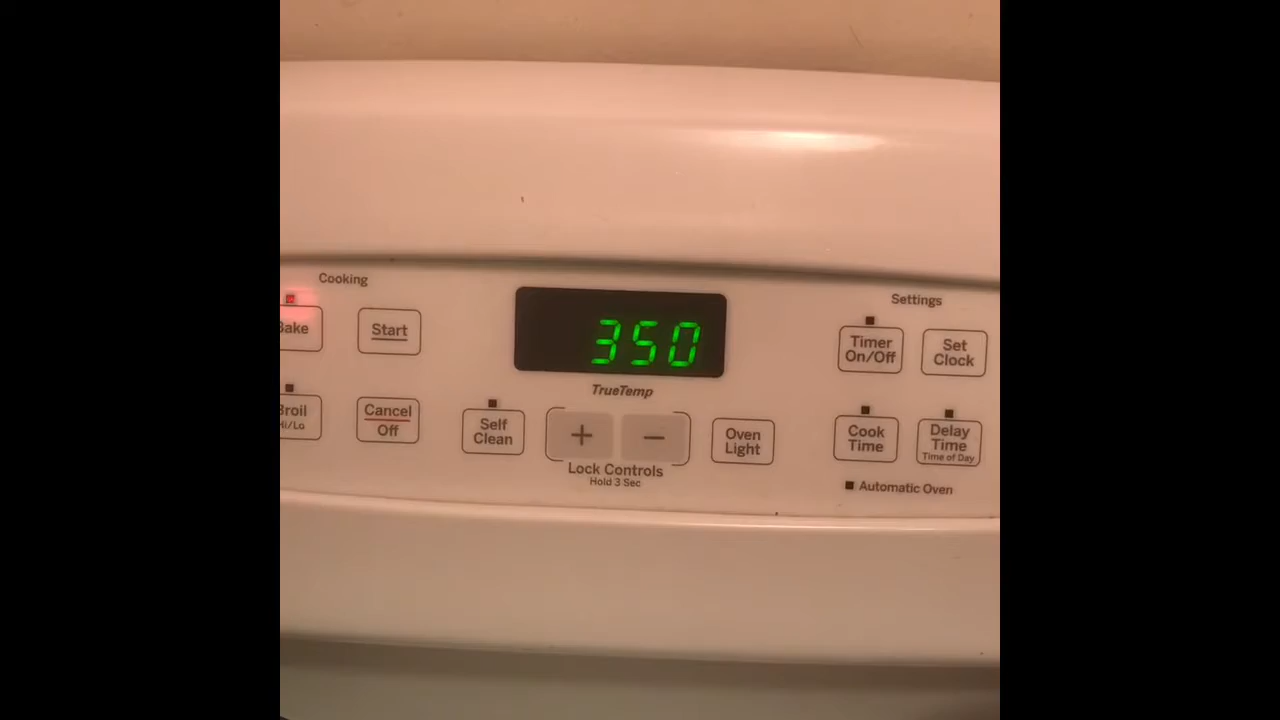 Cooking
Bake
Start
Broil
Hi/Lo
Cancel
Off
350
TrueTemp
Self
Clean
+
−
Lock Controls
Hold 3 Sec
Oven
Light
Settings
Timer
On/Off
Set
Clock
Cook
Time
Delay
Time
Time of Day
Automatic Oven